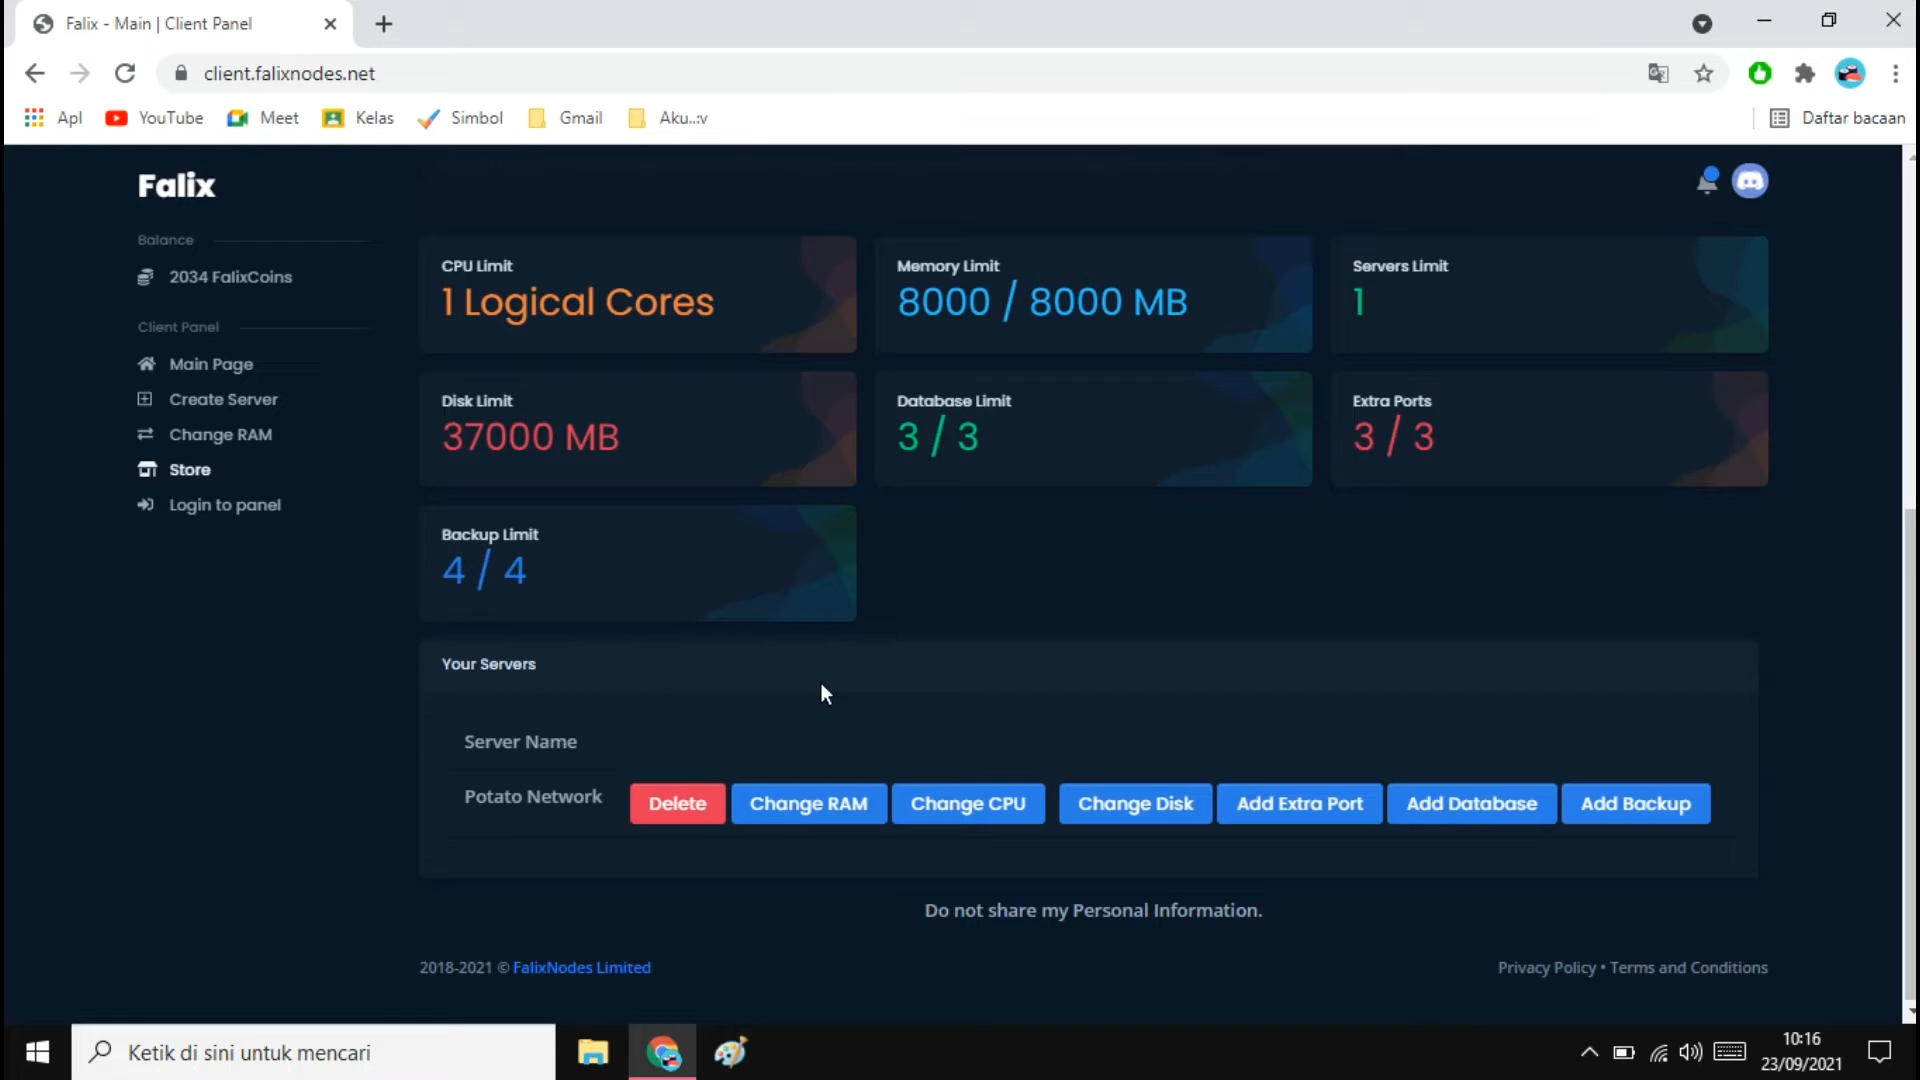 Falix - Main | Client Panel
client.falixnodes.net
Apl YouTube Meet Kelas Simbol Gmail Aku..:v Daftar bacaan
Falix
Balance
2034 FalixCoins
Client Panel
Main Page
Create Server
Change RAM
Store
Login to panel
CPU Limit
1 Logical Cores
Memory Limit
8000 / 8000 MB
Servers Limit
1
Disk Limit
37000 MB
Database Limit
3 / 3
Extra Ports
3 / 3
Backup Limit
4 / 4
Your Servers
Server Name
Potato Network Delete Change RAM Change CPU Change Disk Add Extra Port Add Database Add Backup
Do not share my Personal Information.
2018-2021 © FalixNodes Limited
Privacy Policy • Terms and Conditions
Ketik di sini untuk mencari
10:16
23/09/2021